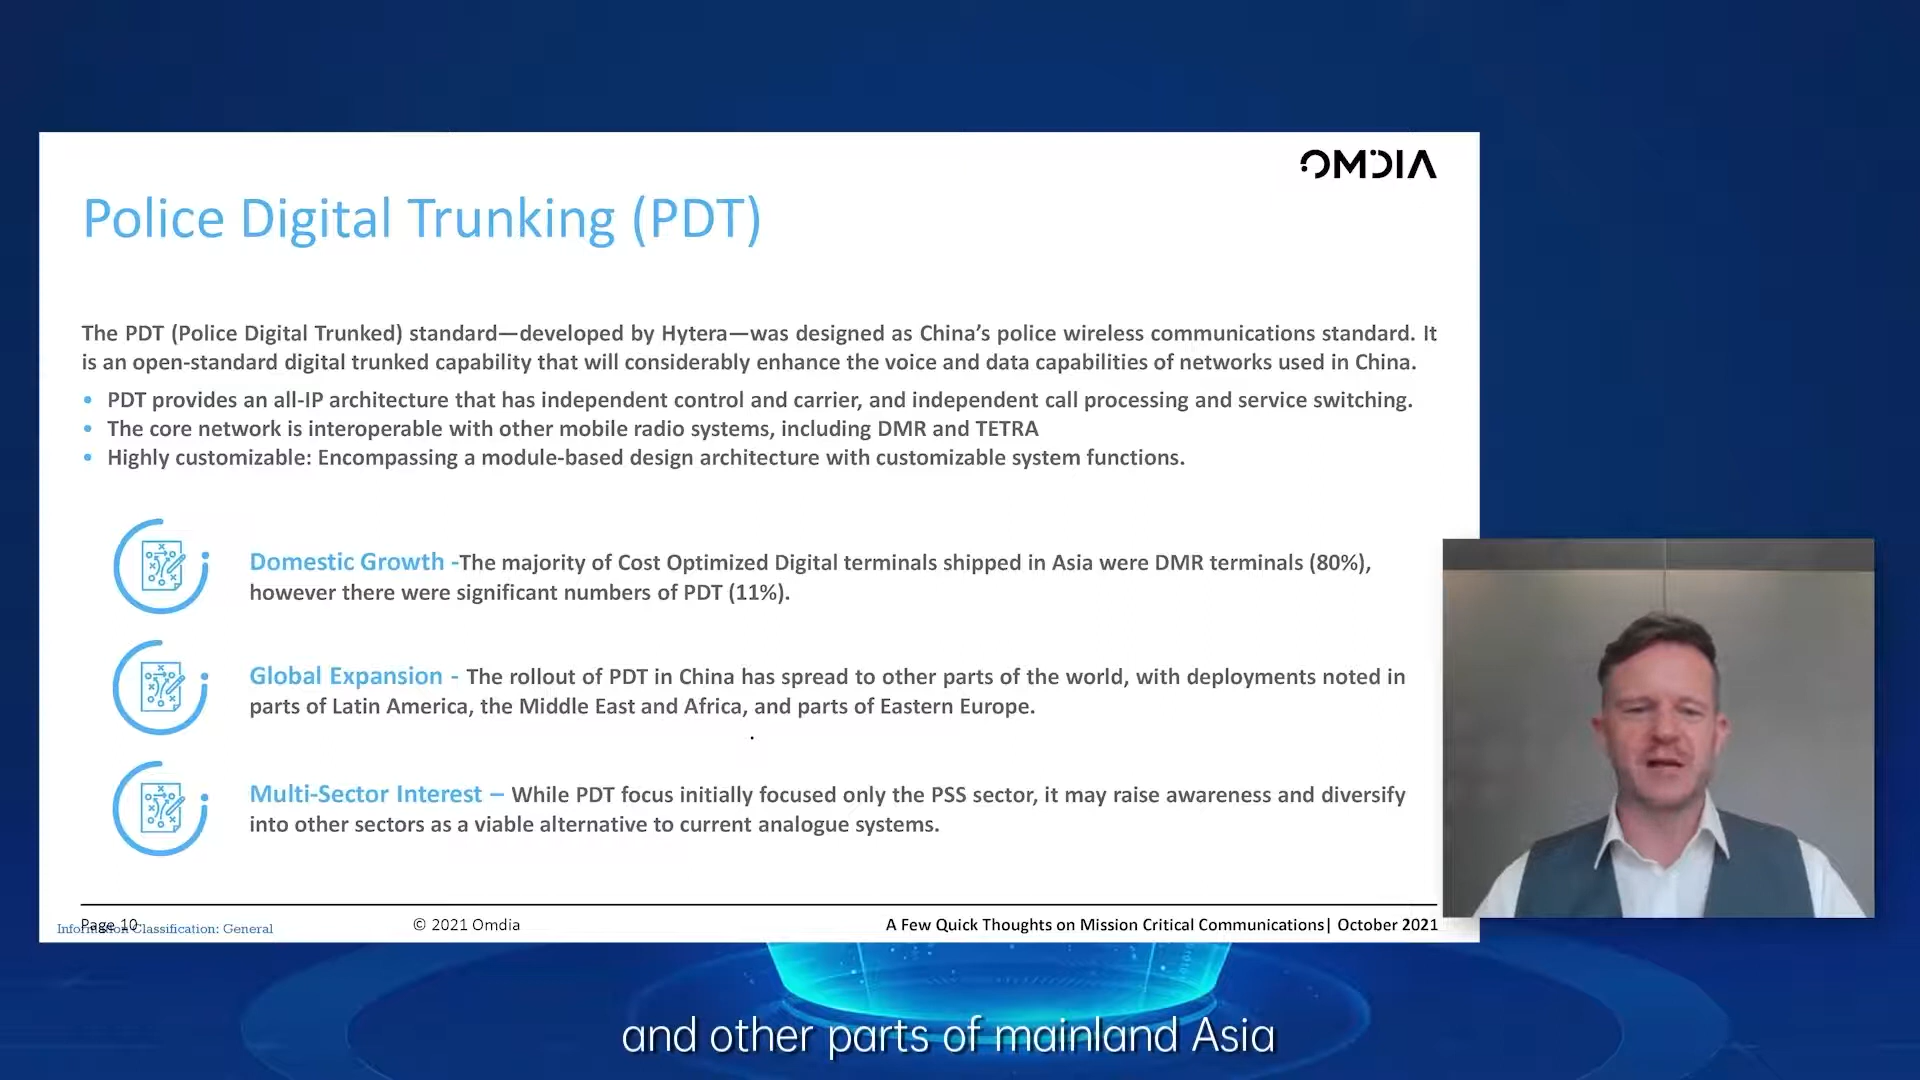 OMDIA
Police Digital Trunking (PDT)
The PDT (Police Digital Trunked) standard—developed by Hytera—was designed as China's police wireless communications standard. It
is an open-standard digital trunked capability that will considerably enhance the voice and data capabilities of networks used in China.
• PDT provides an all-IP architecture that has independent control and carrier, and independent call processing and service switching.
• The core network is interoperable with other mobile radio systems, including DMR and TETRA
• Highly customizable: Encompassing a module-based design architecture with customizable system functions.
Domestic Growth -The majority of Cost Optimized Digital terminals shipped in Asia were DMR terminals (80%),
however there were significant numbers of PDT (11%).
Global Expansion - The rollout of PDT in China has spread to other parts of the world, with deployments noted in
parts of Latin America, the Middle East and Africa, and parts of Eastern Europe.
.
Multi-Sector Interest – While PDT focus initially focused only the PSS sector, it may raise awareness and diversify
into other sectors as a viable alternative to current analogue systems.
Page 10
Information Classification: General
© 2021 Omdia
A Few Quick Thoughts on Mission Critical Communications| October 2021
and other parts of mainland Asia